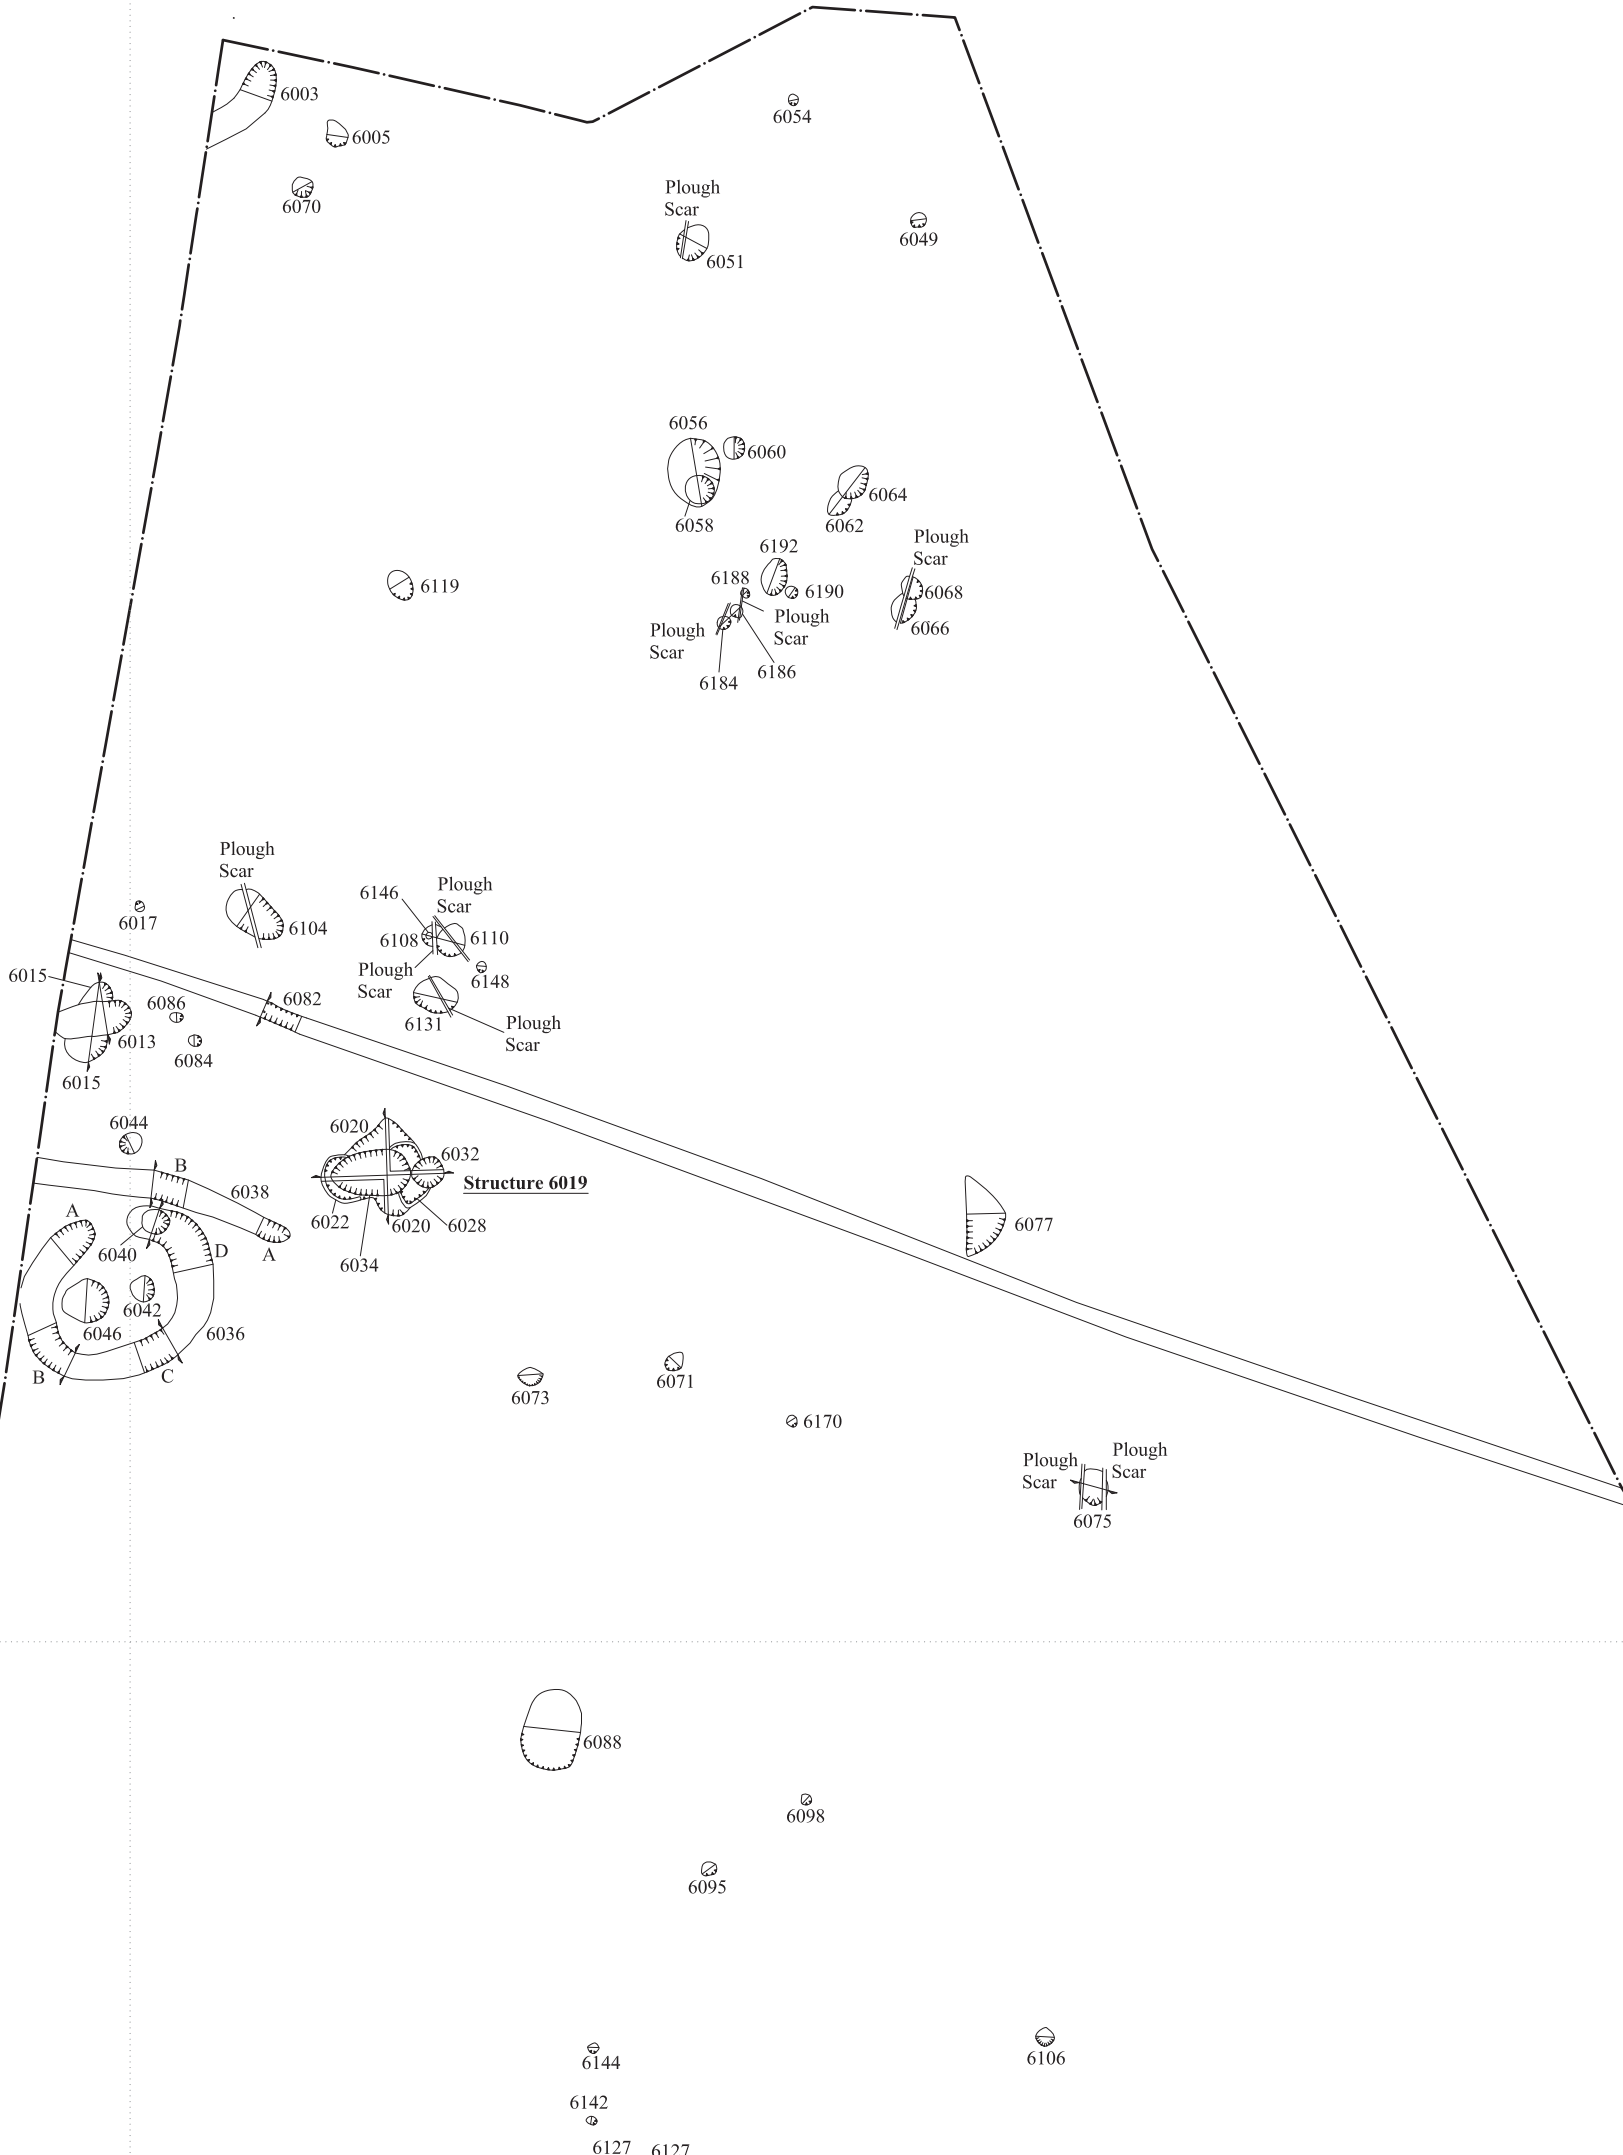 6003
6054
6005
Plough
Scar
6070
6049
6051
6056
6060
6064
6058
6062
Plough
Scar
6192
6188
6119
6190
6068
Plough
Scar
Plough
Scar
6066
6186
6184
Plough
Scar
6146
Plough
Scar
6017
6104
6108
6110
Plough
Scar
6148
6015
6086
6082
6131
Plough
Scar
6013
6084
6015
6044
6020
6032
B
Structure 6019
6038
A
6022
6020
6028
6077
D
6040
A
6034
6042
6046
6036
B
C
6073
6071
6170
Plough
Scar
Plough
Scar
6075
6088
6098
6095
6144
6106
6142
6127
6127